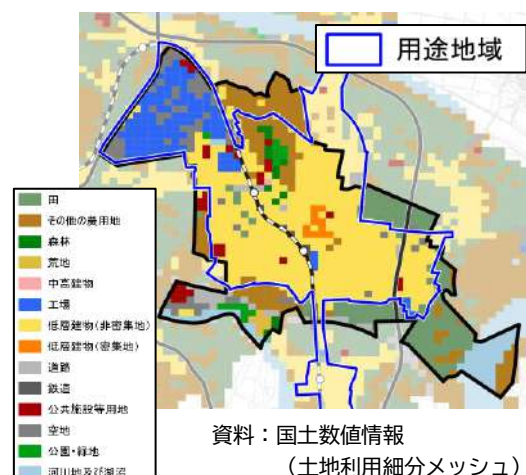 用途地域
田
その他の農用地
森林
荒地
中高建物
工場
低層建物(非密集地)
低層建物(密集地)
道路
鉄道
公共施設等用地
空地
公園・緑地
河川地及び湖沼
資料：国土数値情報
（土地利用細分メッシュ）